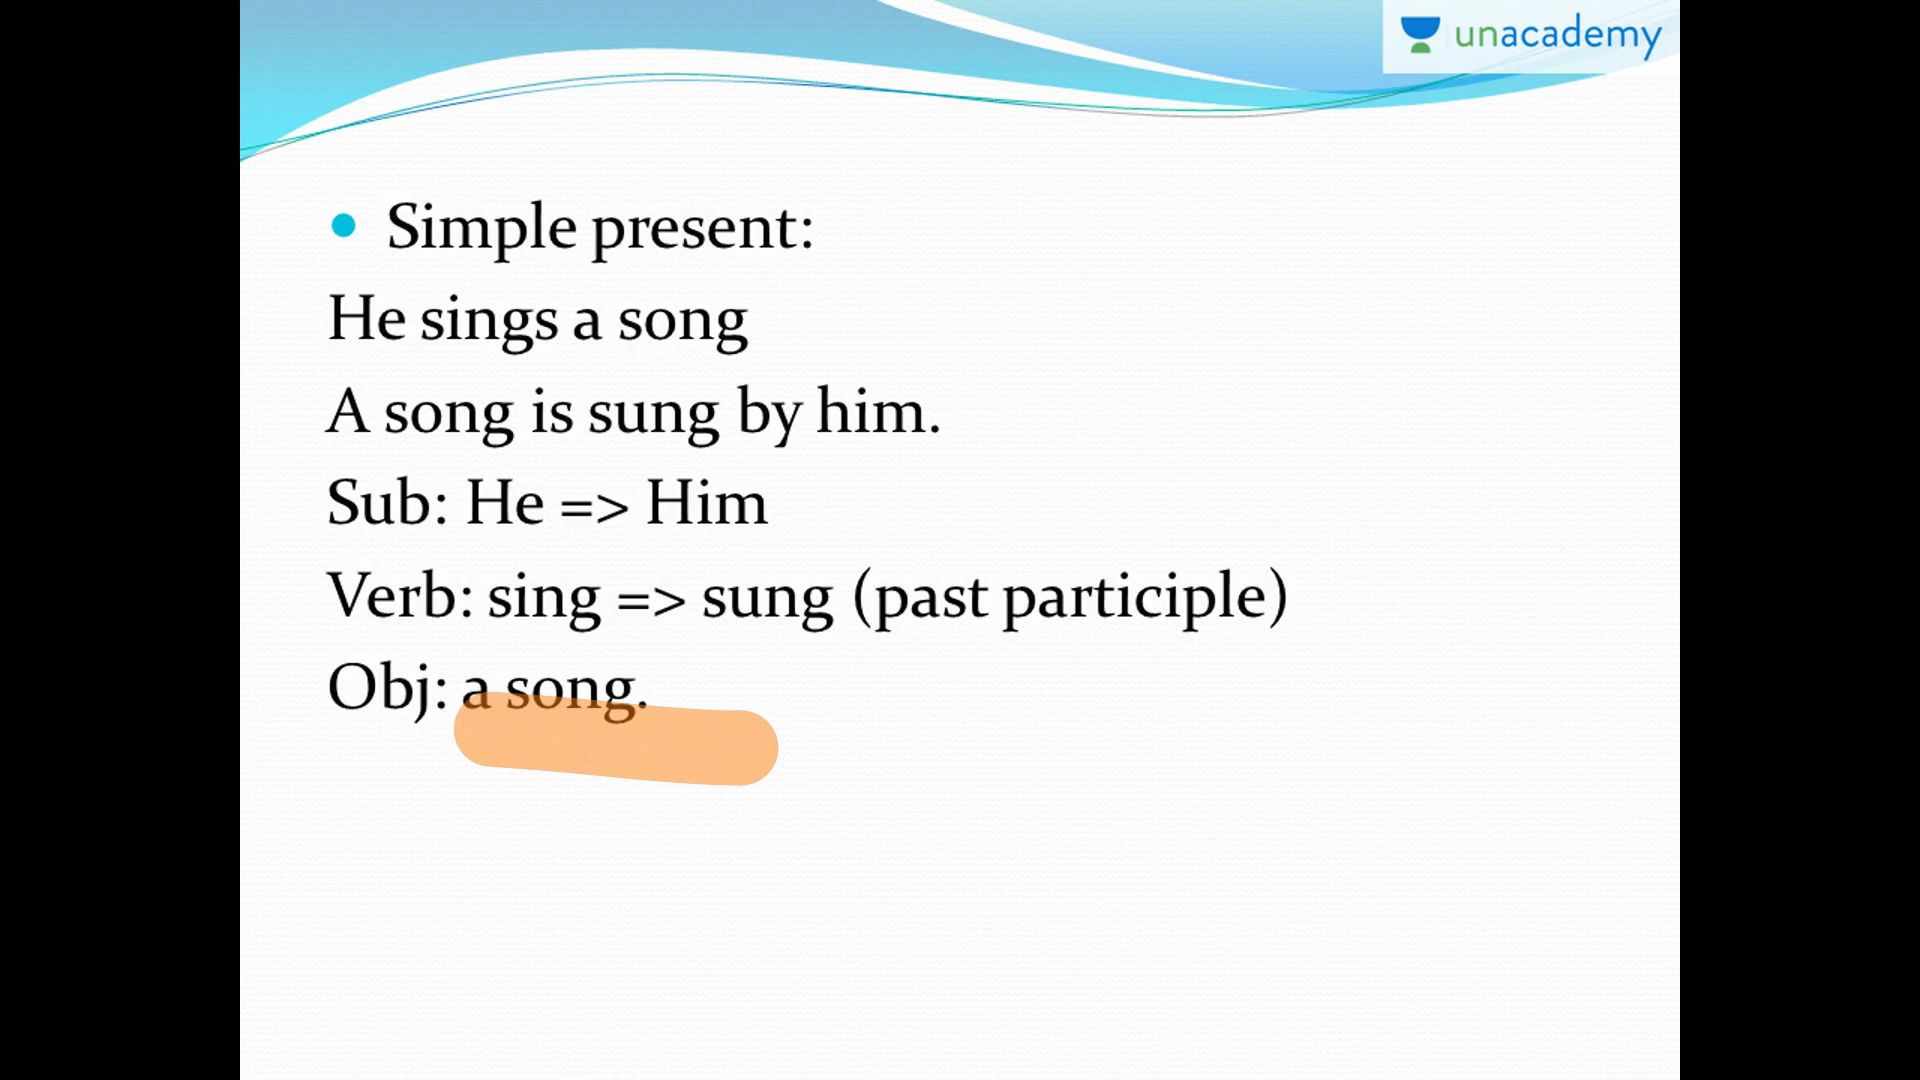 unacademy
Simple present:
He sings a song
A song is sung by him.
Sub: He => Him
Verb: sing => sung (past participle)
Obj: a song.